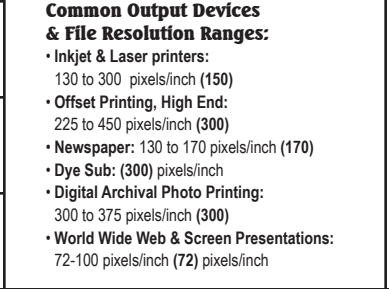 Common Output Devices
& File Resolution Ranges:
• Inkjet & Laser printers:
130 to 300 pixels/inch (150)
• Offset Printing, High End:
225 to 450 pixels/inch (300)
• Newspaper: 130 to 170 pixels/inch (170)
• Dye Sub: (300) pixels/inch
• Digital Archival Photo Printing:
300 to 375 pixels/inch (300)
• World Wide Web & Screen Presentations:
72-100 pixels/inch (72) pixels/inch